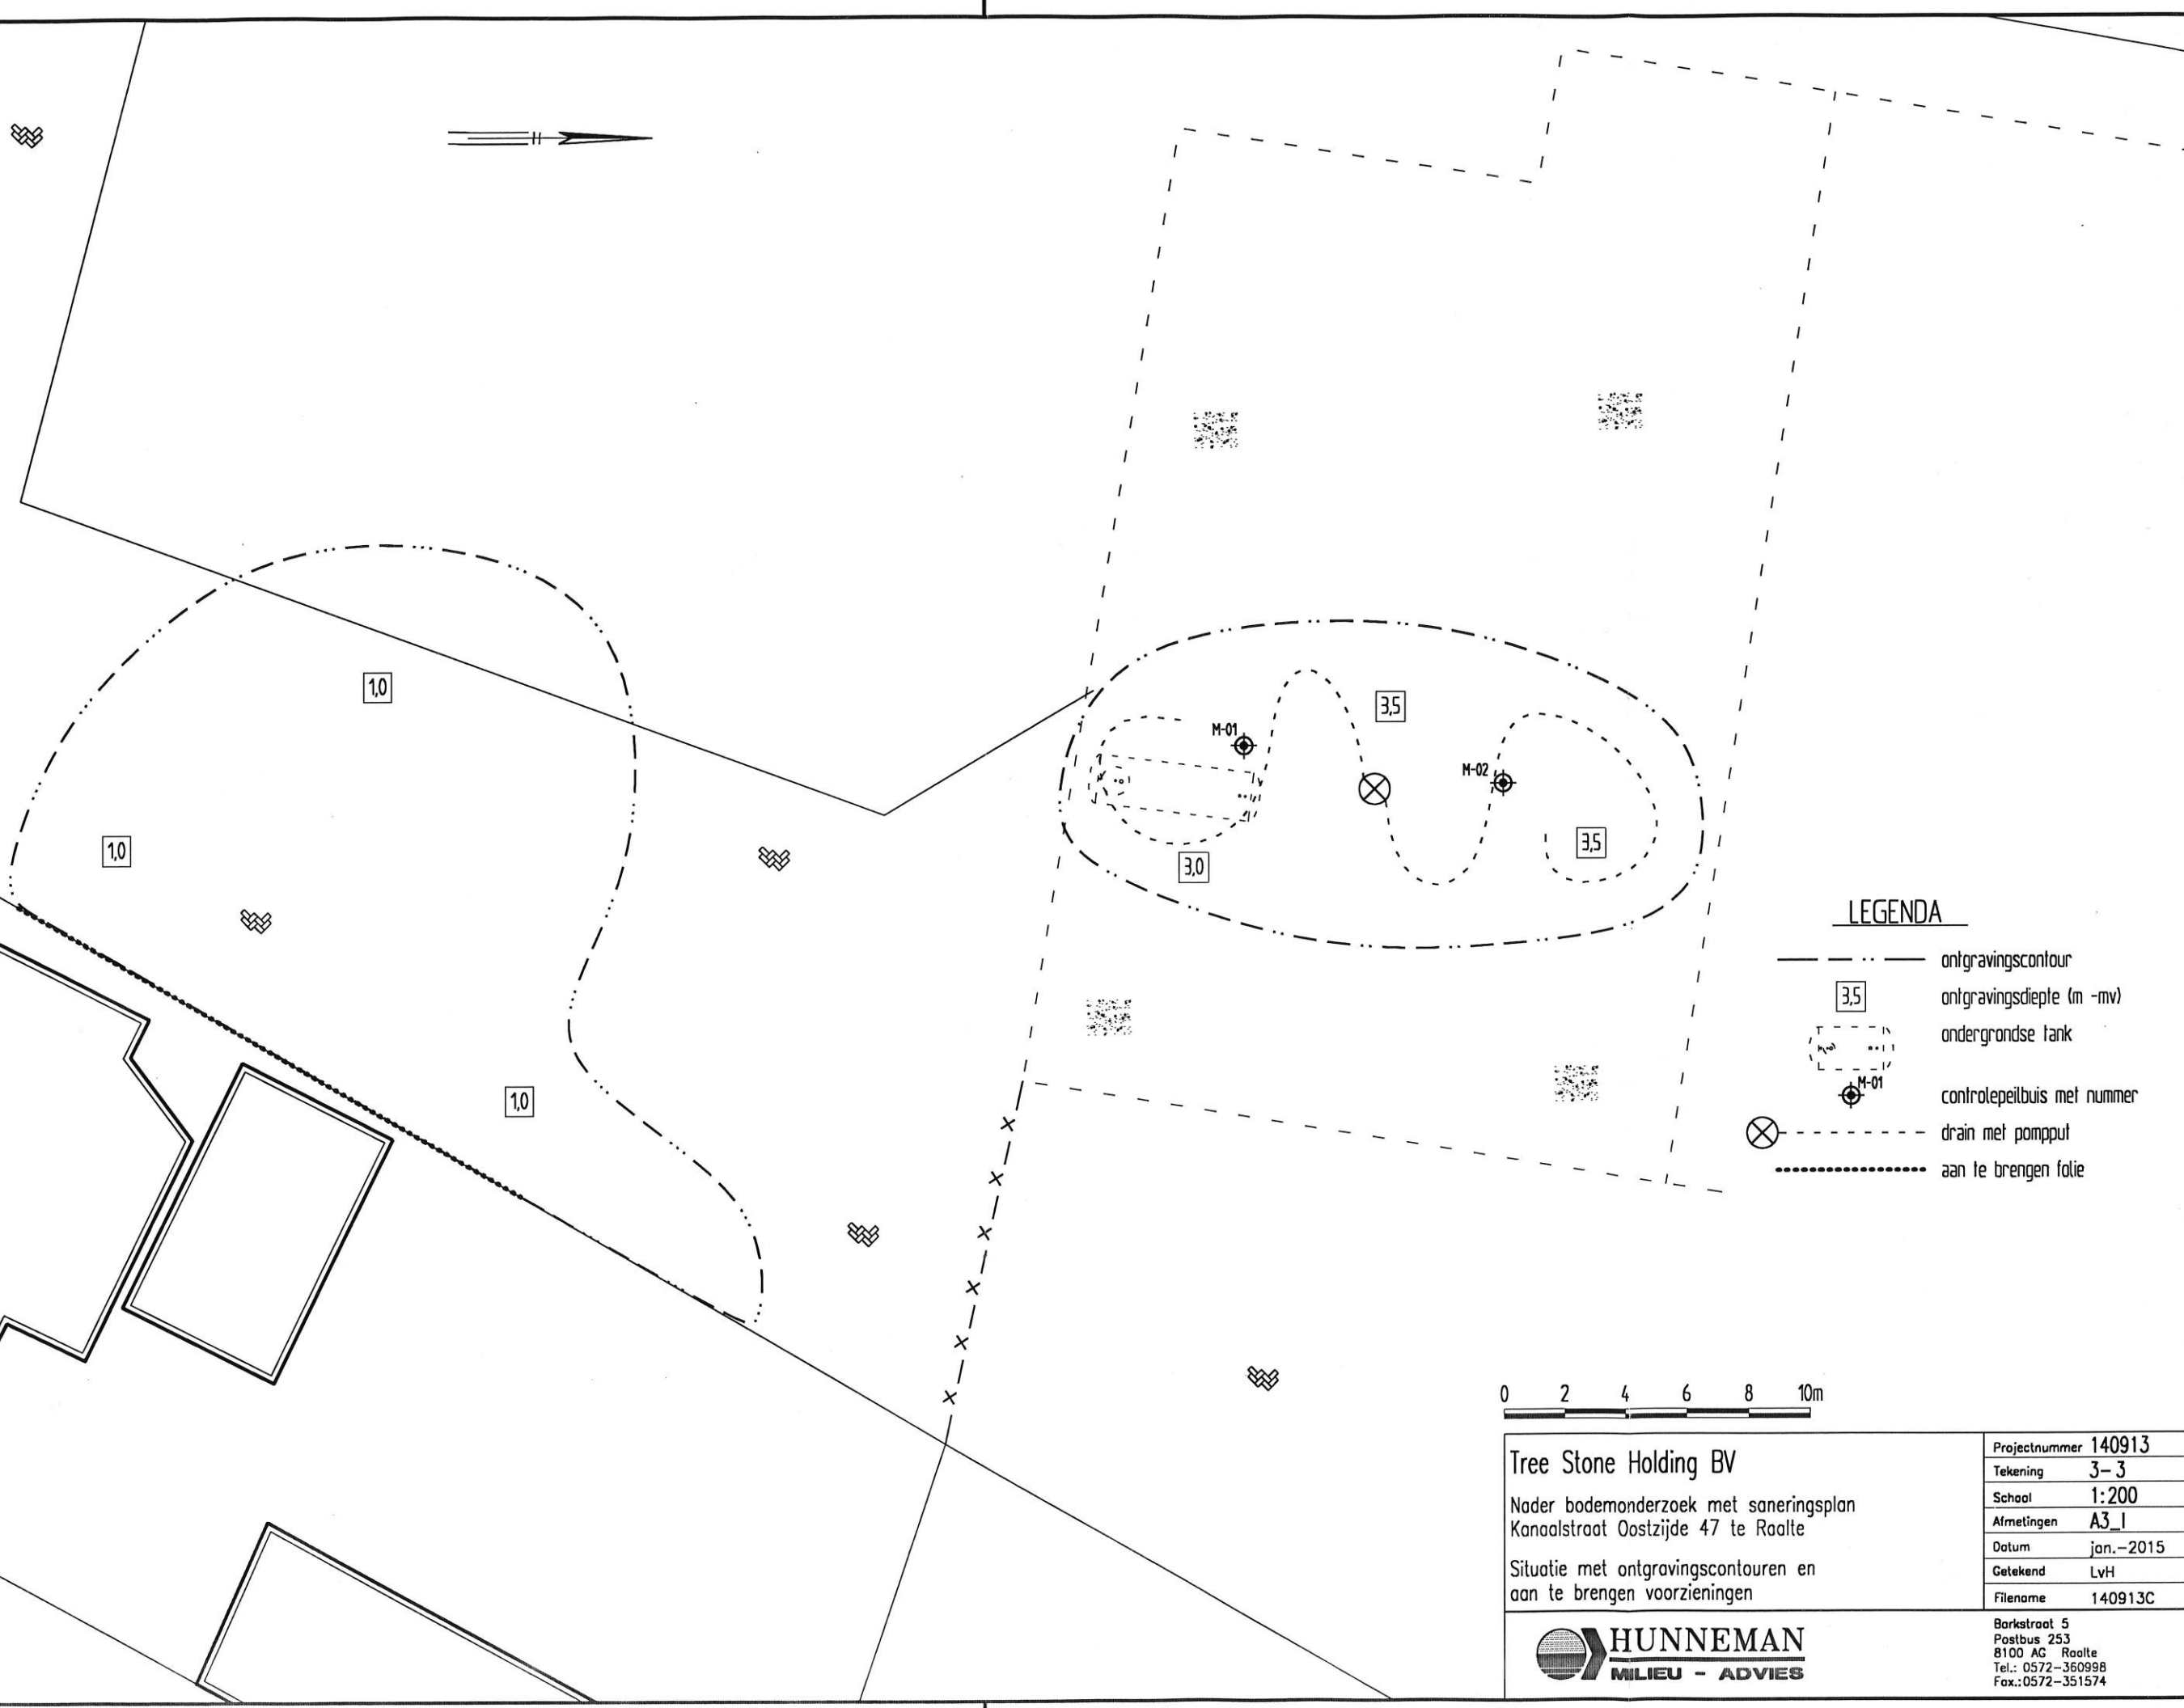 1,0
3,5
M-01
M-02
1,0
3,5
3,0
1,0
LEGENDA
ontgravingscontour
3,5
ontgravingsdiepte (m -mv)
ondergrondse tank
M-01
controlepeilbuis met nummer
drain met pompput
aan te brengen folie
0 2 4 6 8 10m
Tree Stone Holding BV
Nader bodemonderzoek met saneringsplan
Kanaalstraat Oostzijde 47 te Raalte
Situatie met ontgravingscontouren en
aan te brengen voorzieningen
Projectnummer 140913
Tekening 3-3
Schaal 1:200
Afmetingen A3_l
Datum jan.-2015
Getekend LvH
Filename 140913C
HUNNEMAN
MILIEU - ADVIES
Barkstraat 5
Postbus 253
8100 AG Raalte
Tel.: 0572-360998
Fax.:0572-351574